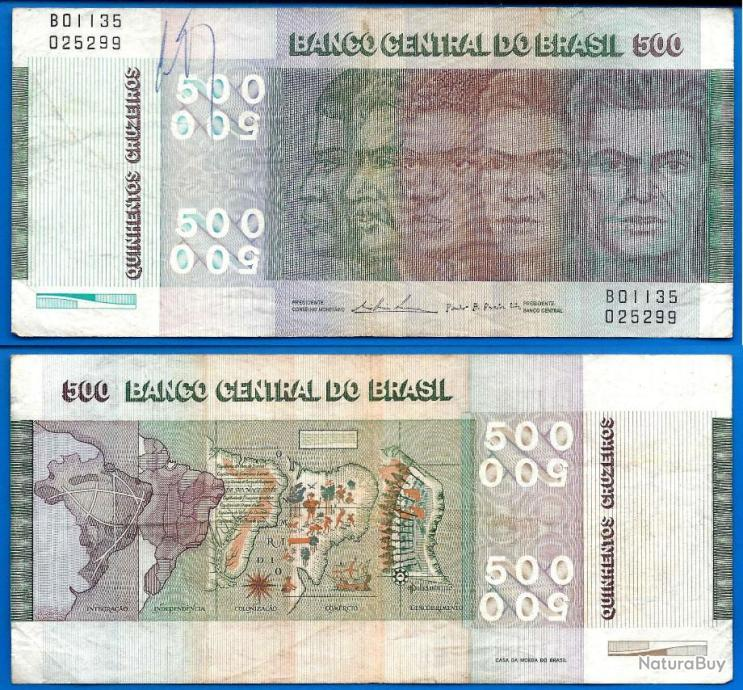 B01135
025299
BANCO CENTRAL DO BRASIL 500
QUINHENTOS CRUZEIROS
500
500
500
500
PRESIDENTE
CONSELHO MONETÁRIO
PRESIDENTE
BANCO CENTRAL
B01135
025299
500 BANCO CENTRAL DO BRASIL
500
500
500
500
QUINHENTOS CRUZEIROS
INTEGRAÇÃO
INDEPENDÊNCIA
COLONIZAÇÃO
COMÉRCIO
DESCOBRIMENTO
CASA DA MOEDA DO BRASIL
NaturaBuy